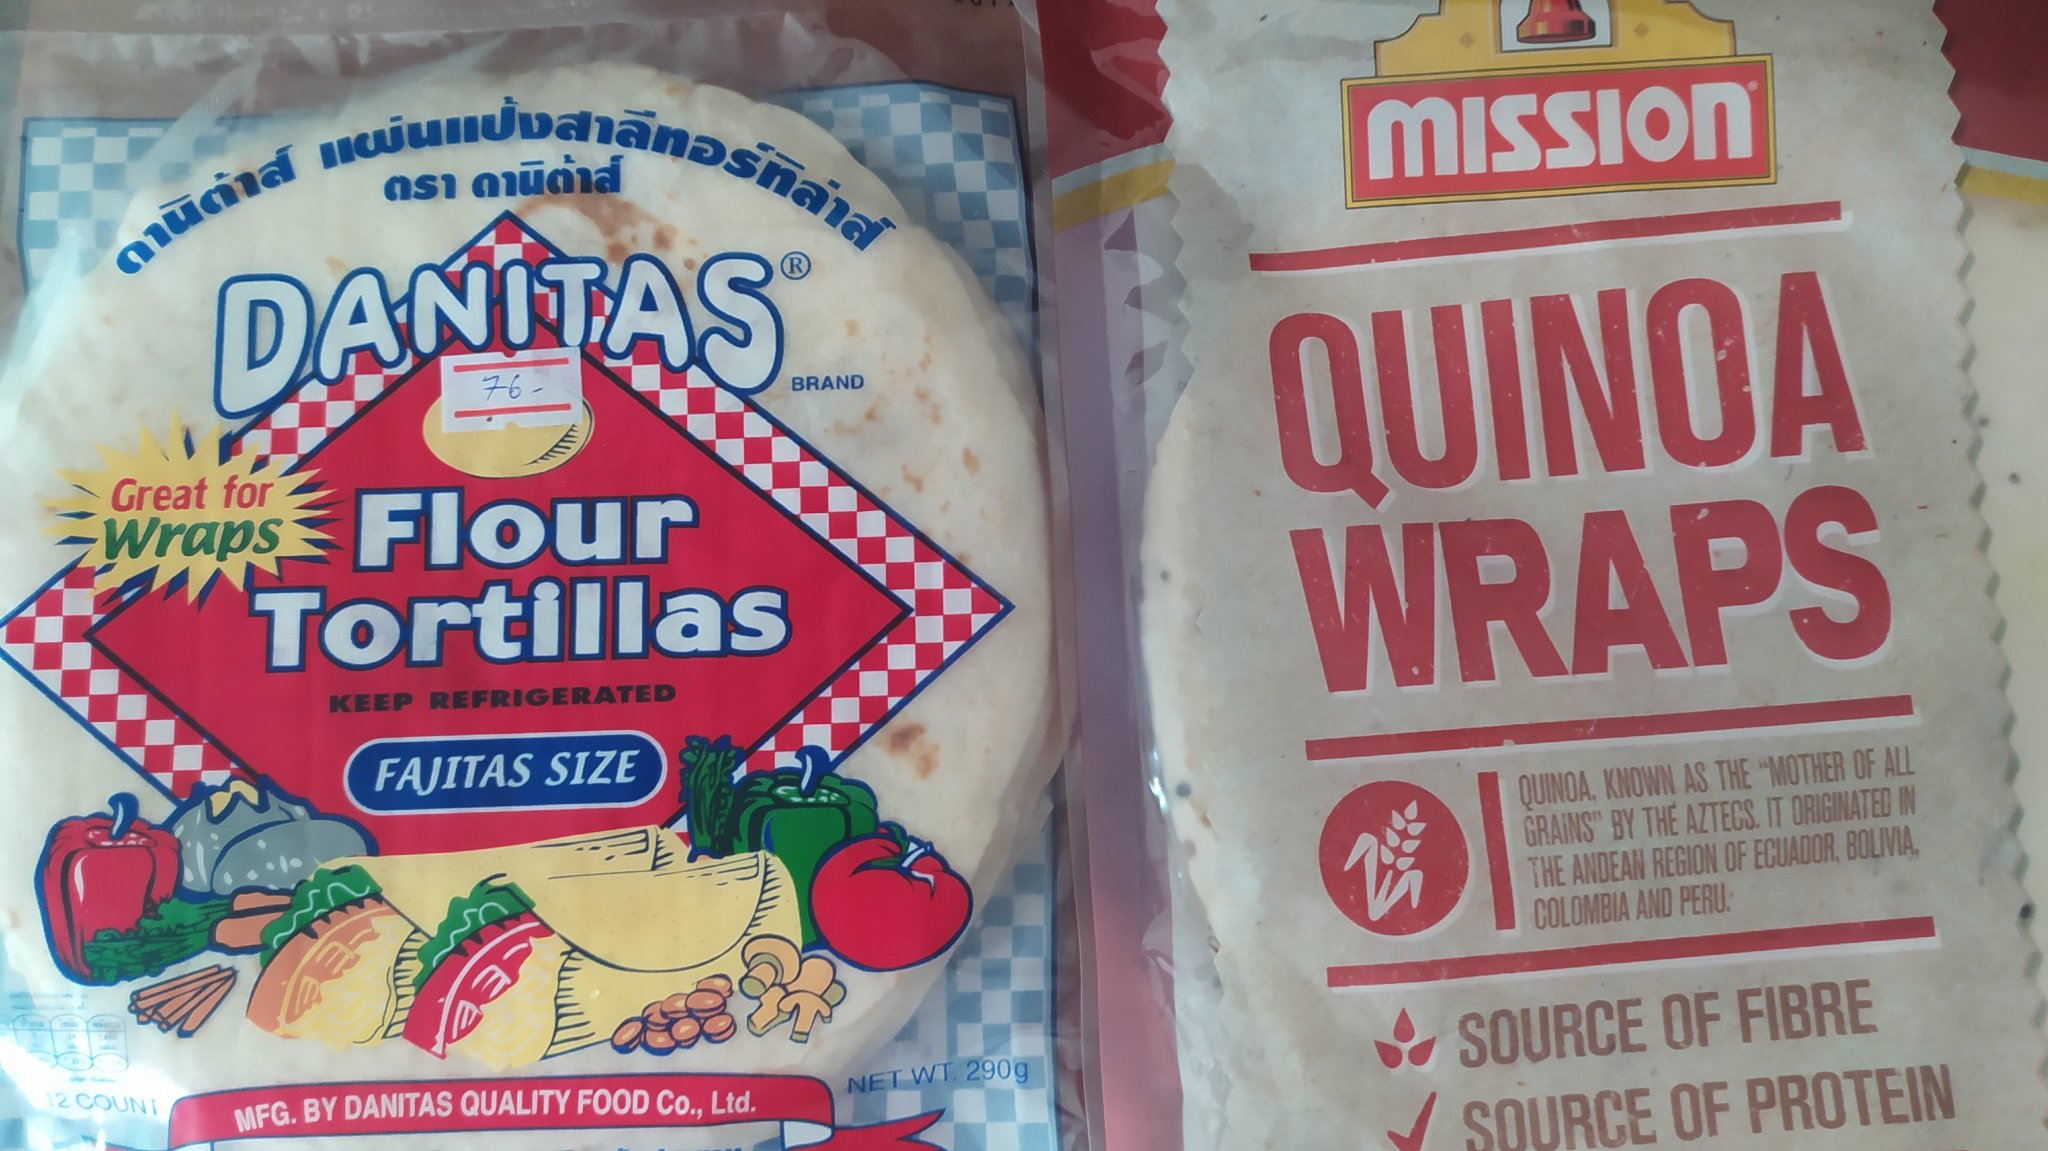 ดานิต้าส์ แผ่นแป้งสาลีทอร์ทิล่าส์
ตรา ดานิต้าส์
DANITAS®
BRAND
76-
Great for
Wraps
Flour
Tortillas
KEEP REFRIGERATED
FAJITAS SIZE
12 COUNT
NET WT. 290g
MFG. BY DANITAS QUALITY FOOD Co., Ltd.
MISSION®
QUINOA
WRAPS
QUINOA, KNOWN AS THE "MOTHER OF ALL
GRAINS" BY THE AZTECS. IT ORIGINATED IN
THE ANDEAN REGION OF ECUADOR, BOLIVIA,
COLOMBIA AND PERU.
SOURCE OF FIBRE
SOURCE OF PROTEIN